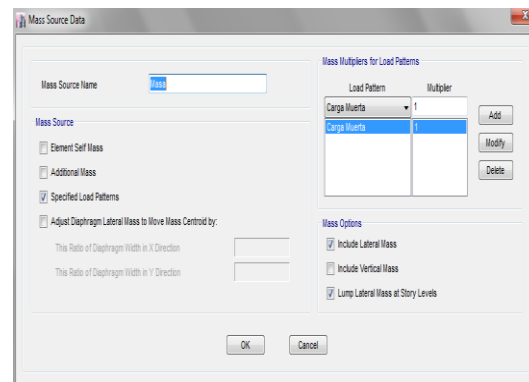 Mass Source Data
Mass Source Name
Masa
Mass Source
Element Self Mass
Additional Mass
Specified Load Patterns
Adjust Diaphragm Lateral Mass to Move Mass Centroid by:
This Ratio of Diaphragm Width in X Direction
This Ratio of Diaphragm Width in Y Direction
Mass Multipliers for Load Patterns
Load Pattern Multiplier
Carga Muerta 1
Carga Muerta 1
Add
Modify
Delete
Mass Options
Include Lateral Mass
Include Vertical Mass
Lump Lateral Mass at Story Levels
OK Cancel